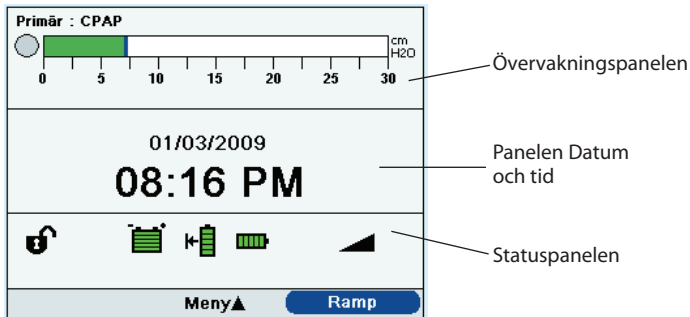 Primär : CPAP
cm
H2O
0 5 10 15 20 25 30
Övervakningspanelen
01/03/2009
08:16 PM
Panelen Datum
och tid
Statuspanelen
Meny▲ Ramp